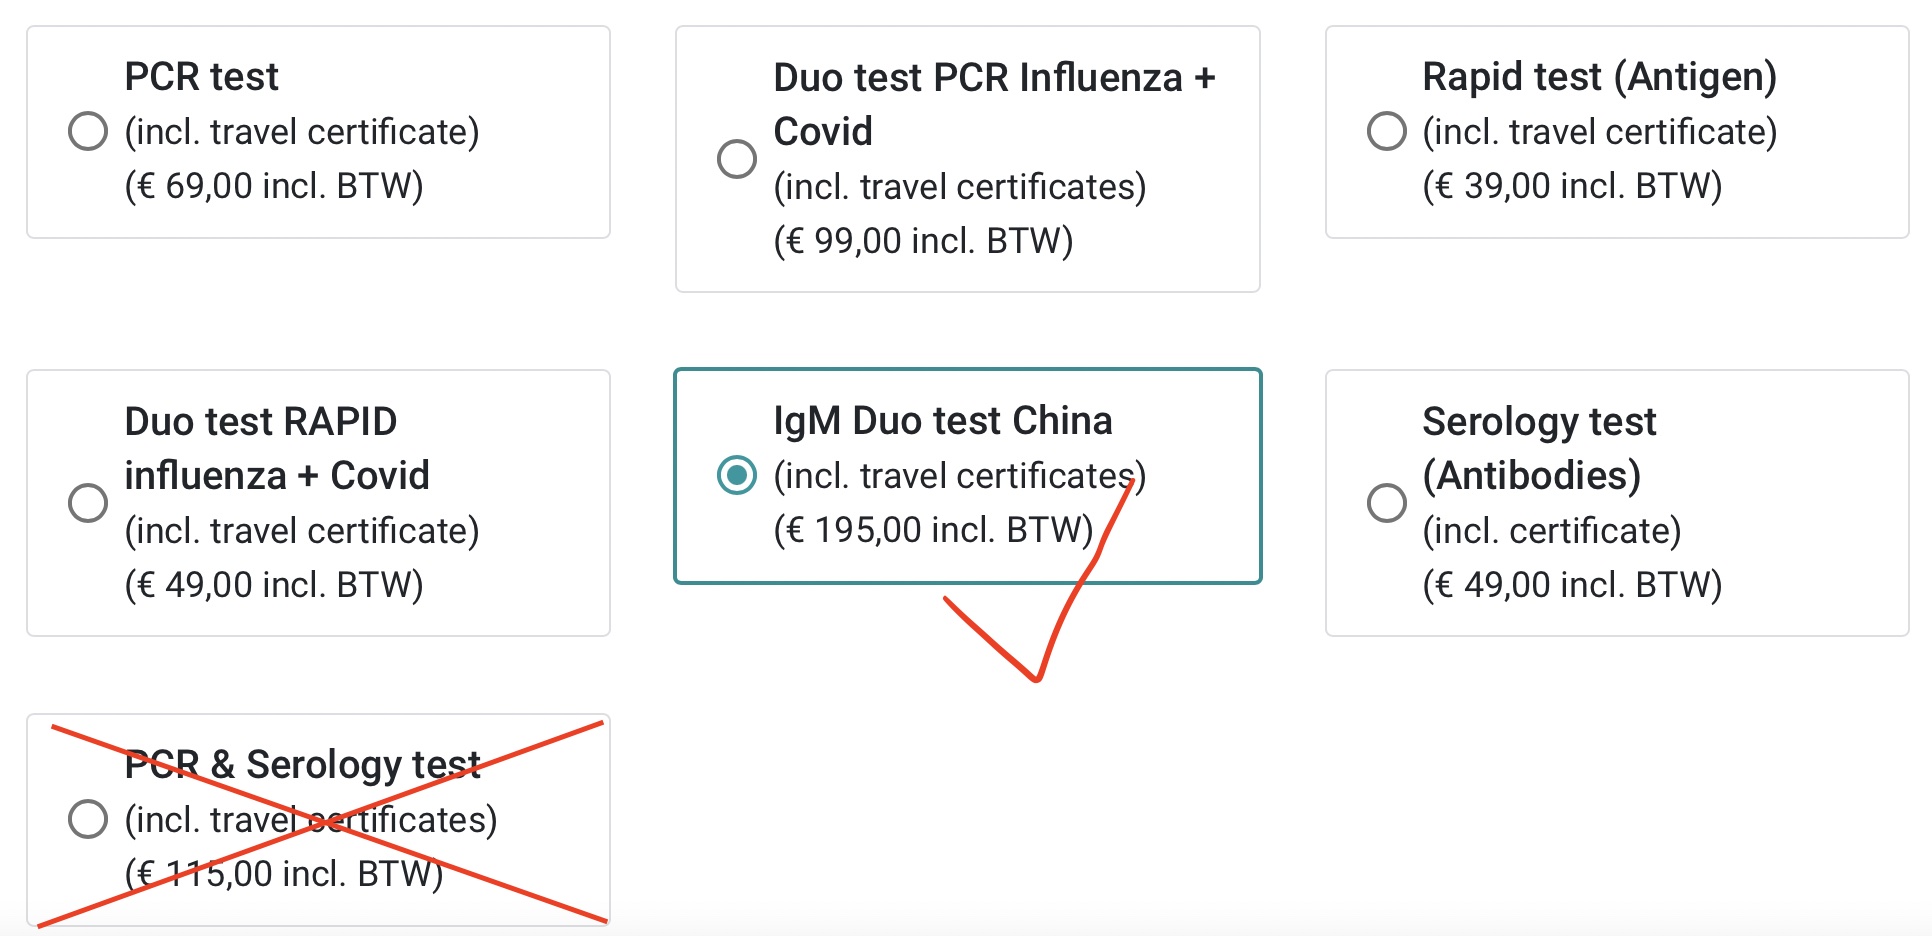 PCR test
(incl. travel certificate)
(€ 69,00 incl. BTW)
Duo test PCR Influenza +
Covid
(incl. travel certificates)
(€ 99,00 incl. BTW)
Rapid test (Antigen)
(incl. travel certificate)
(€ 39,00 incl. BTW)
Duo test RAPID
influenza + Covid
(incl. travel certificate)
(€ 49,00 incl. BTW)
IgM Duo test China
(incl. travel certificates)
(€ 195,00 incl. BTW)
Serology test
(Antibodies)
(incl. certificate)
(€ 49,00 incl. BTW)
PCR & Serology test
(incl. travel certificates)
(€ 115,00 incl. BTW)